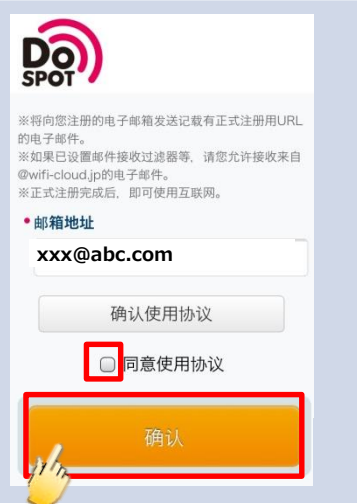 Do
SPOT
※将向您注册的电子邮箱发送记载有正式注册用URL
的电子邮件。
※如果已设置邮件接收过滤器等，请您允许接收来自
@wifi-cloud.jp的电子邮件。
※正式注册完成后，即可使用互联网。
•邮箱地址
xxx@abc.com
确认使用协议
同意使用协议
确认